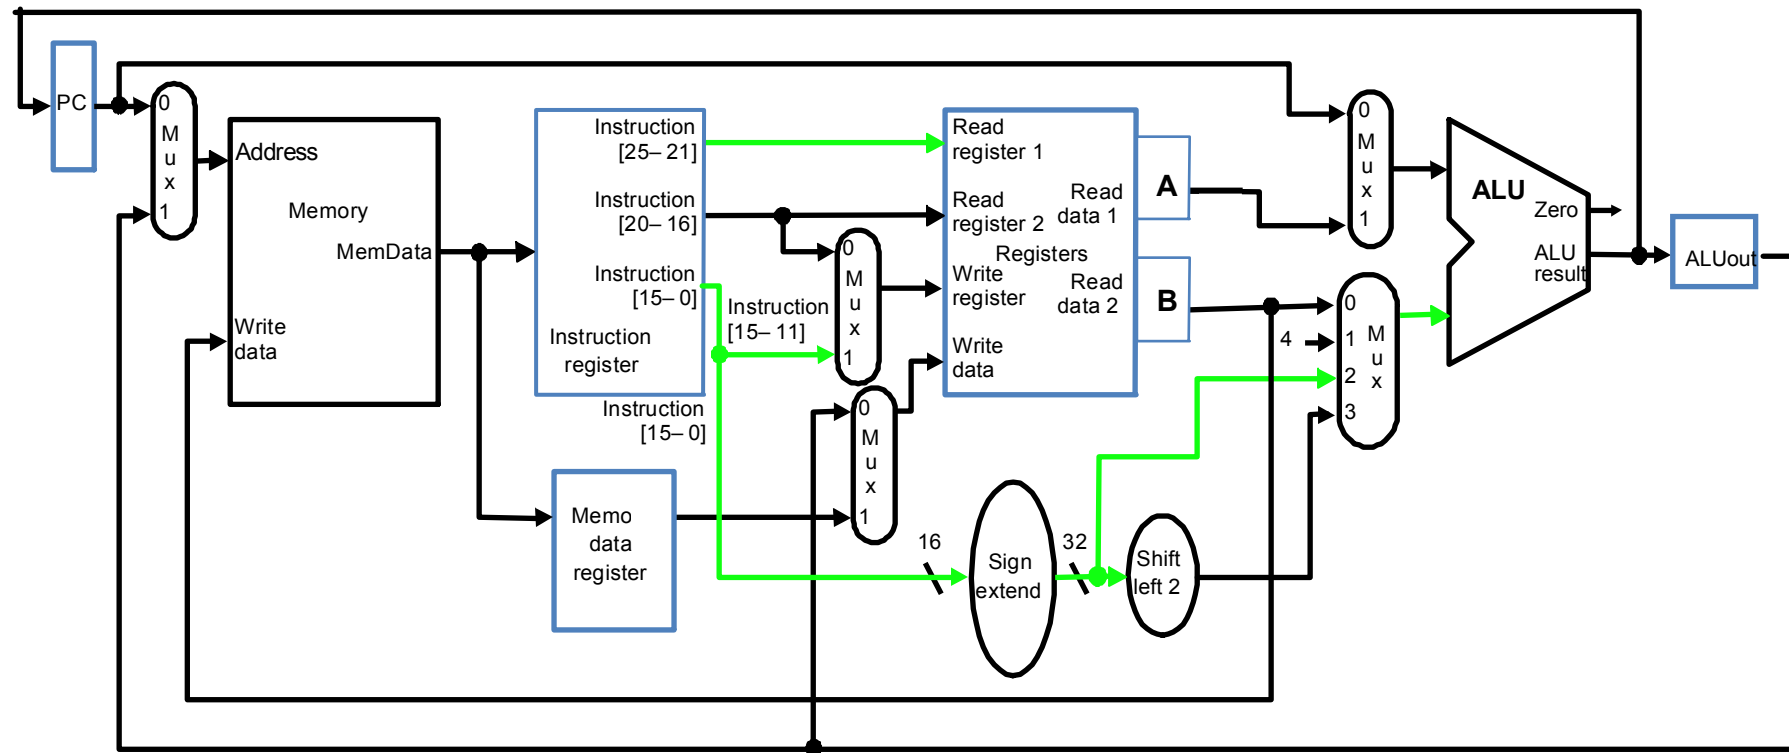 PC
0
M
u
x
1
Address
Memory
MemData
Write
data
Instruction
[25– 21]
Instruction
[20– 16]
Instruction
[15– 0]
Instruction
register
Instruction
[15– 11]
0
M
u
x
1
Instruction
[15– 0]
0
M
u
x
1
Memo
data
register
Read
register 1
Read
register 2
Registers
Write
register
Write
data
Read
data 1
Read
data 2
A
B
16
Sign
extend
32
Shift
left 2
0
M
u
x
1
4
0
1
2
3
M
u
x
ALU
Zero
ALU
result
ALUout